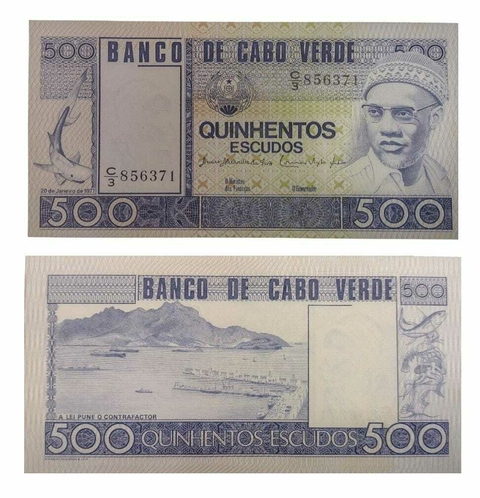 500 BANCO DE CABO VERDE 500
C/3 856371
QUINHENTOS
ESCUDOS
C/3 856371
O Ministro
das Finanças
O Governador
20 de Janeiro de 1977
500 500
BANCO DE CABO VERDE 500
A LEI PUNE O CONTRAFACTOR
500 QUINHENTOS ESCUDOS 500